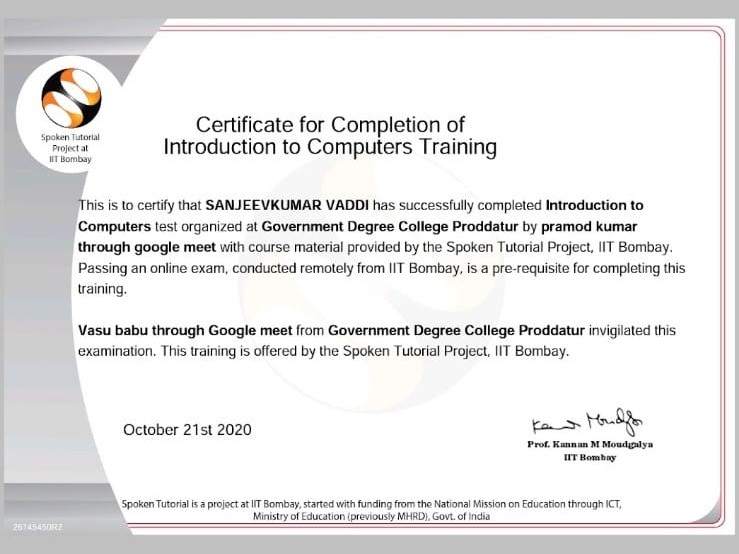 Spoken Tutorial
Project at
IIT Bombay
Certificate for Completion of
Introduction to Computers Training
This is to certify that SANJEEVKUMAR VADDI has successfully completed Introduction to
Computers test organized at Government Degree College Proddatur by pramod kumar
through google meet with course material provided by the Spoken Tutorial Project, IIT Bombay.
Passing an online exam, conducted remotely from IIT Bombay, is a pre-requisite for completing this
training.
Vasu babu through Google meet from Government Degree College Proddatur invigilated this
examination. This training is offered by the Spoken Tutorial Project, IIT Bombay.
October 21st 2020
Prof. Kannan M Moudgalya
IIT Bombay
Spoken Tutorial is a project at IIT Bombay, started with funding from the National Mission on Education through ICT,
Ministry of Education (previously MHRD), Govt. of India